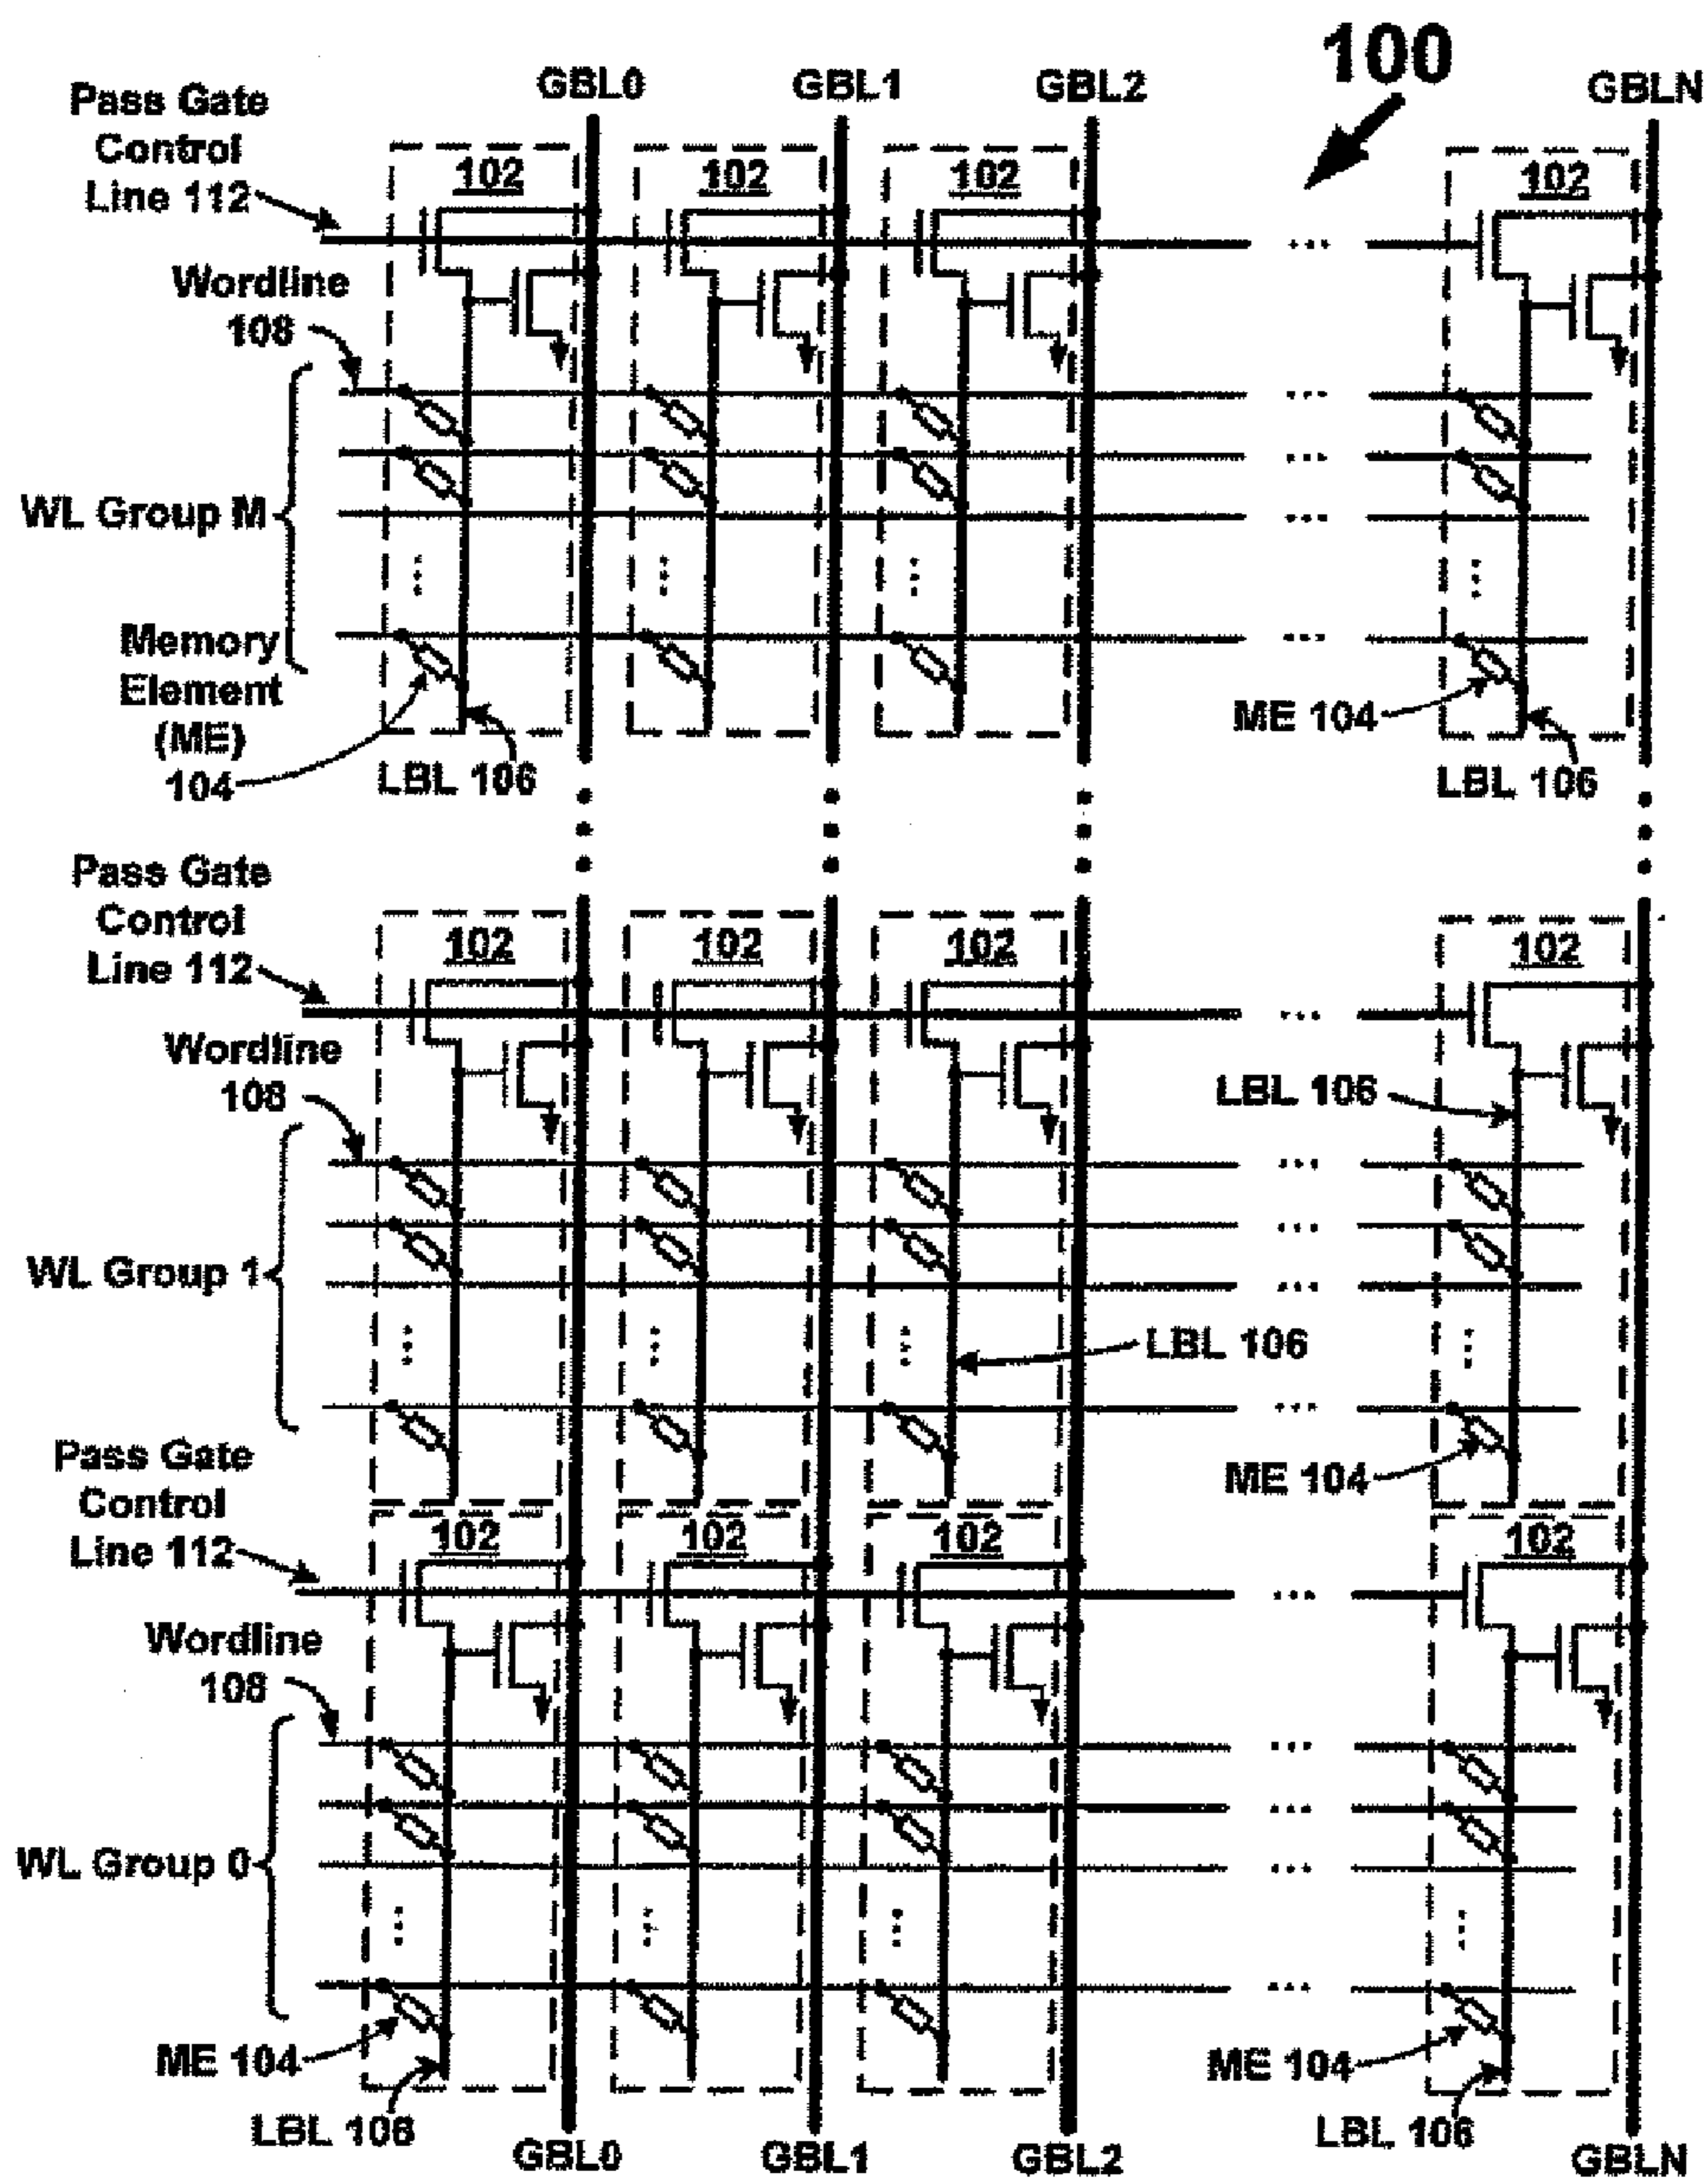 100
GBL0
GBL1
GBL2
GBLN
Pass Gate
Control
Line 112
102
102
102
102
Wordline
108
WL Group M
Memory
Element
(ME)
104
LBL 106
ME 104
LBL 106
Pass Gate
Control
Line 112
102
102
102
102
Wordline
108
LBL 106
WL Group 1
LBL 106
ME 104
Pass Gate
Control
Line 112
102
102
102
102
Wordline
108
WL Group 0
ME 104
LBL 106
ME 104
LBL 106
GBL0
GBL1
GBL2
GBLN